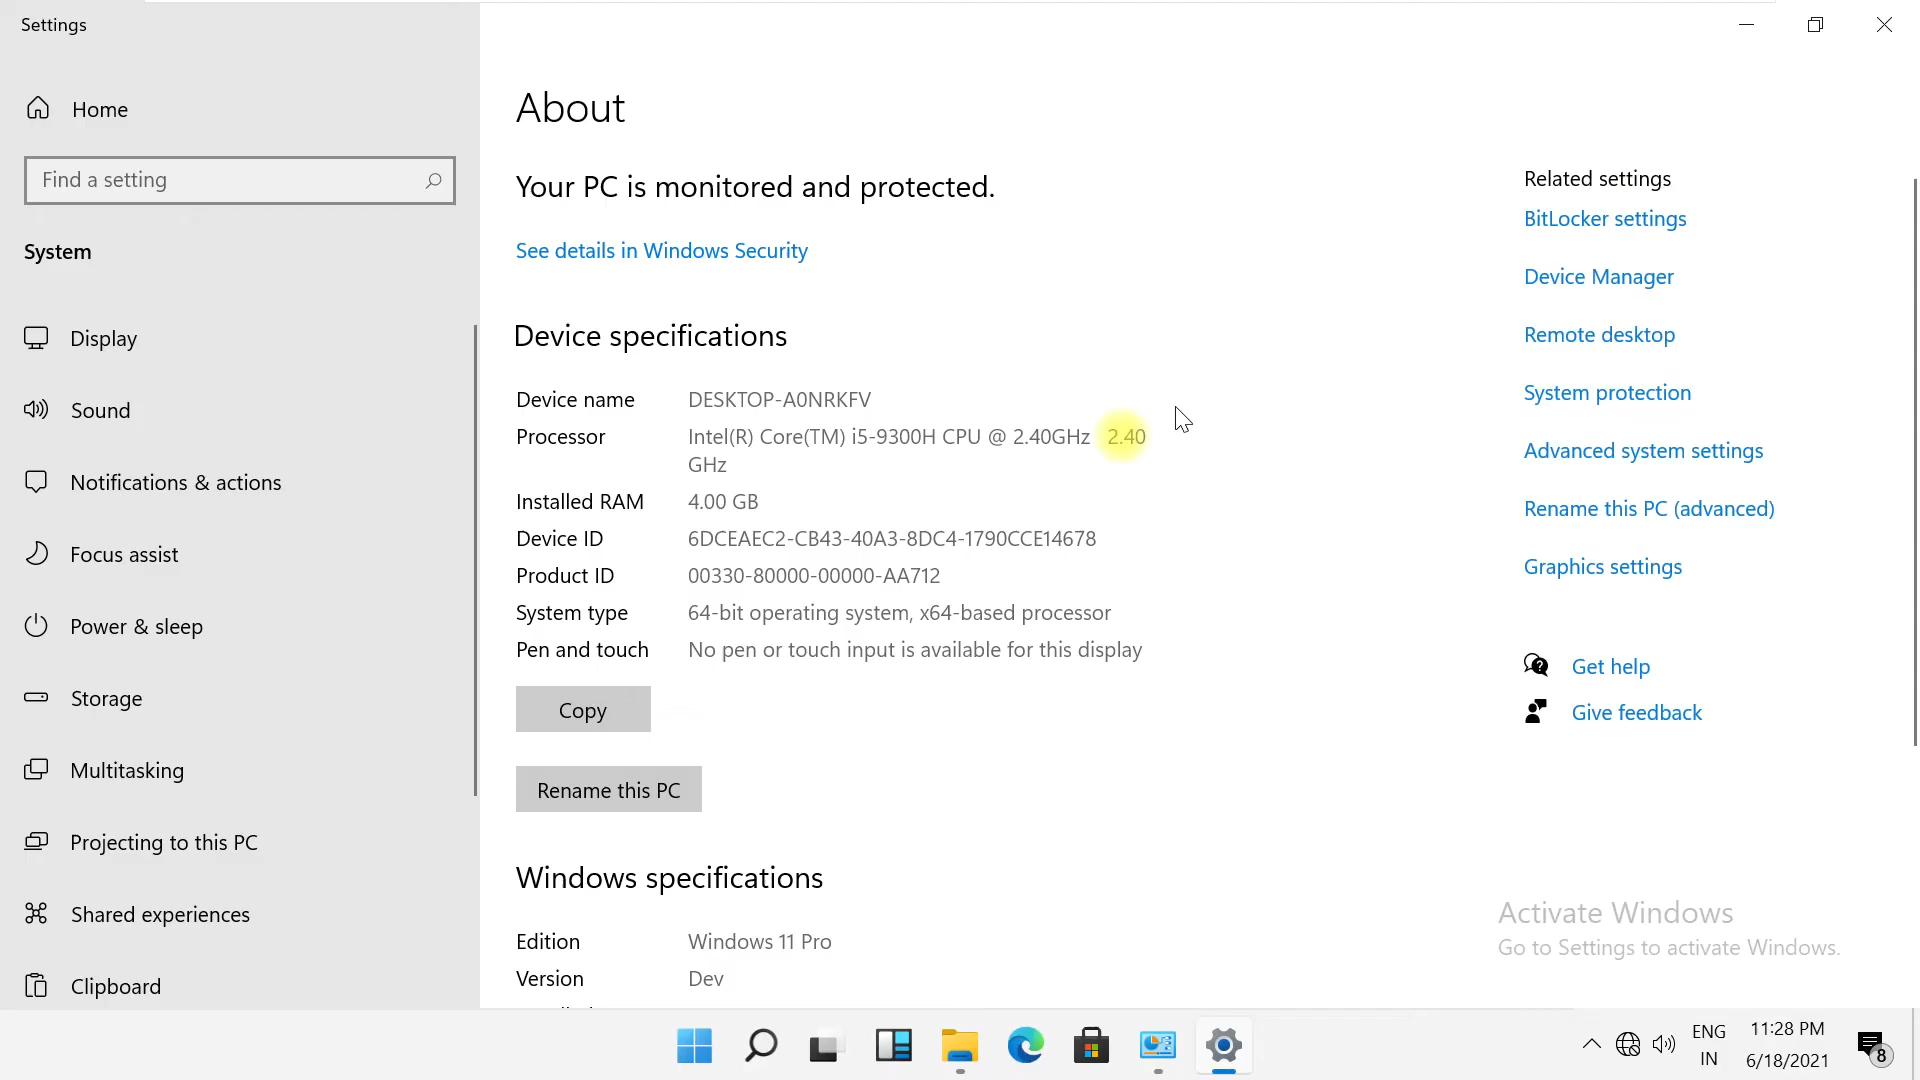 Settings
Home
Find a setting
System
Display
Sound
Notifications & actions
Focus assist
Power & sleep
Storage
Multitasking
Projecting to this PC
Shared experiences
Clipboard
About
Your PC is monitored and protected.
See details in Windows Security
Device specifications
Device name DESKTOP-A0NRKFV
Processor Intel(R) Core(TM) i5-9300H CPU @ 2.40GHz 2.40
GHz
Installed RAM 4.00 GB
Device ID 6DCEAEC2-CB43-40A3-8DC4-1790CCE14678
Product ID 00330-80000-00000-AA712
System type 64-bit operating system, x64-based processor
Pen and touch No pen or touch input is available for this display
Copy
Rename this PC
Windows specifications
Edition Windows 11 Pro
Version Dev
Related settings
BitLocker settings
Device Manager
Remote desktop
System protection
Advanced system settings
Rename this PC (advanced)
Graphics settings
Get help
Give feedback
Activate Windows
Go to Settings to activate Windows.
ENG
IN
11:28 PM
6/18/2021
8